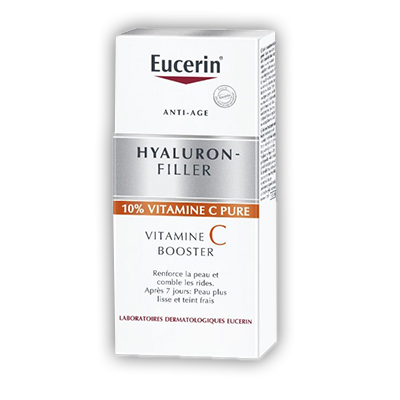 Eucerin®
ANTI-AGE
HYALURON-
FILLER
10% VITAMINE C PURE
VITAMINE C
BOOSTER
Renforce la peau et
comble les rides.
Après 7 jours: Peau plus
lisse et teint frais
LABORATOIRES DERMATOLOGIQUES EUCERIN